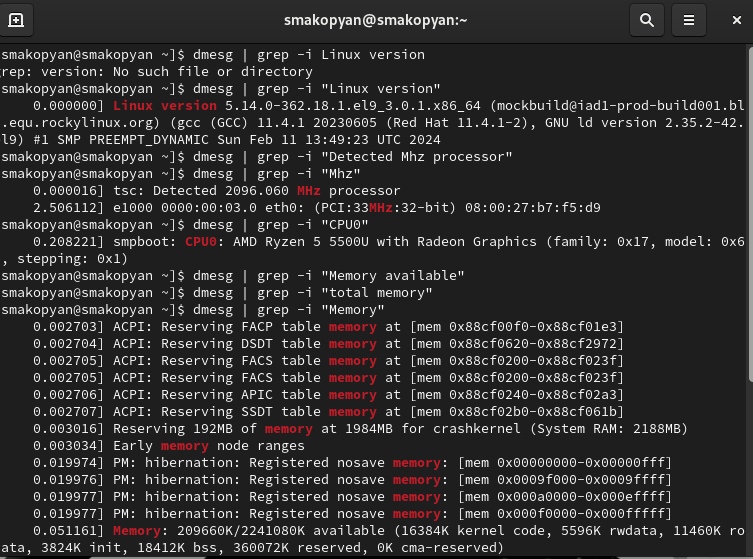 smakopyan@smakopyan:~
smakopyan@smakopyan ~]$ dmesg | grep -i Linux version
rep: version: No such file or directory
smakopyan@smakopyan ~]$ dmesg | grep -i "Linux version"
0.000000] Linux version 5.14.0-362.18.1.el9_3.0.1.x86_64 (mockbuild@iad1-prod-build001.bl
.equ.rockylinux.org) (gcc (GCC) 11.4.1 20230605 (Red Hat 11.4.1-2), GNU ld version 2.35.2-42.
l9) #1 SMP PREEMPT_DYNAMIC Sun Feb 11 13:49:23 UTC 2024
smakopyan@smakopyan ~]$ dmesg | grep -i "Detected Mhz processor"
smakopyan@smakopyan ~]$ dmesg | grep -i "Mhz"
0.000016] tsc: Detected 2096.060 MHz processor
2.506112] e1000 0000:00:03.0 eth0: (PCI:33MHz:32-bit) 08:00:27:b7:f5:d9
smakopyan@smakopyan ~]$ dmesg | grep -i "CPU0"
0.208221] smpboot: CPU0: AMD Ryzen 5 5500U with Radeon Graphics (family: 0x17, model: 0x6
, stepping: 0x1)
smakopyan@smakopyan ~]$ dmesg | grep -i "Memory available"
smakopyan@smakopyan ~]$ dmesg | grep -i "total memory"
smakopyan@smakopyan ~]$ dmesg | grep -i "Memory"
0.002703] ACPI: Reserving FACP table memory at [mem 0x88cf00f0-0x88cf01e3]
0.002704] ACPI: Reserving DSDT table memory at [mem 0x88cf0620-0x88cf2972]
0.002705] ACPI: Reserving FACS table memory at [mem 0x88cf0200-0x88cf023f]
0.002705] ACPI: Reserving FACS table memory at [mem 0x88cf0200-0x88cf023f]
0.002706] ACPI: Reserving APIC table memory at [mem 0x88cf0240-0x88cf02a3]
0.002707] ACPI: Reserving SSDT table memory at [mem 0x88cf02b0-0x88cf061b]
0.003016] Reserving 192MB of memory at 1984MB for crashkernel (System RAM: 2188MB)
0.003034] Early memory node ranges
0.019974] PM: hibernation: Registered nosave memory: [mem 0x00000000-0x00000fff]
0.019976] PM: hibernation: Registered nosave memory: [mem 0x0009f000-0x0009ffff]
0.019977] PM: hibernation: Registered nosave memory: [mem 0x000a0000-0x000effff]
0.019977] PM: hibernation: Registered nosave memory: [mem 0x000f0000-0x000fffff]
0.051161] Memory: 209660K/2241080K available (16384K kernel code, 5596K rwdata, 11460K ro
ata, 3824K init, 18412K bss, 360072K reserved, 0K cma-reserved)